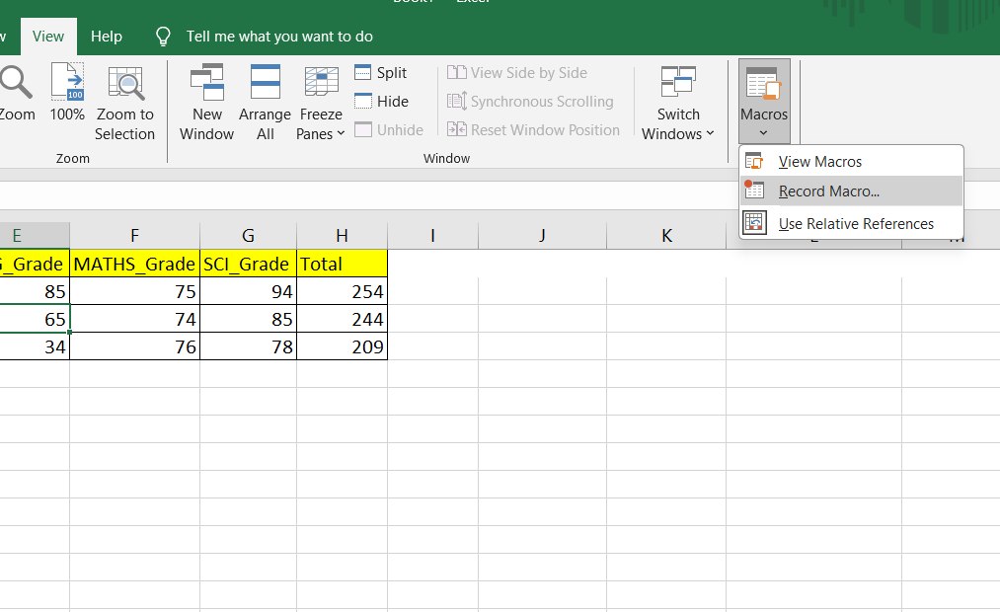 View Help Tell me what you want to do
Zoom 100% Zoom to Selection New Window Arrange All Freeze Panes Split Hide Unhide View Side by Side Synchronous Scrolling Reset Window Position Switch Windows Macros
Zoom Window
View Macros
Record Macro...
Use Relative References
E F G H I J K
_Grade MATHS_Grade SCI_Grade Total
85 75 94 254
65 74 85 244
34 76 78 209